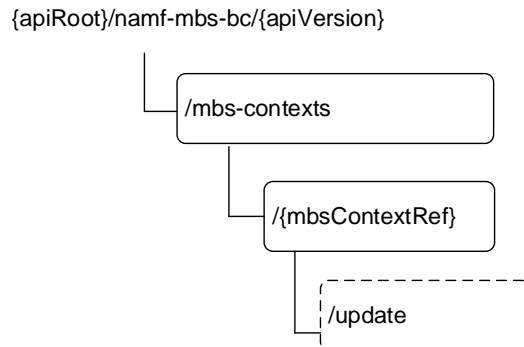 {apiRoot}/namf-mbs-bc/{apiVersion}
/mbs-contexts
/{mbsContextRef}
/update